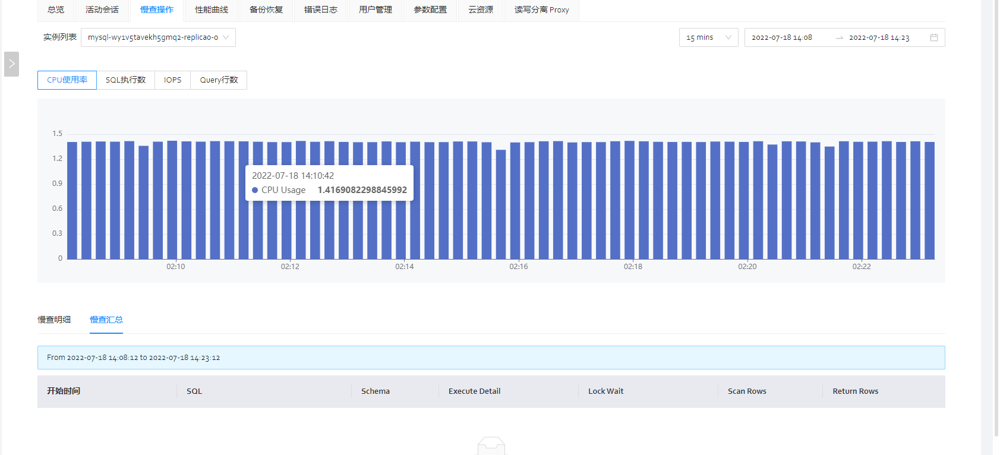 总览 活动会话 慢查操作 性能曲线 备份恢复 错误日志 用户管理 参数配置 云资源 读写分离 Proxy
实例列表 mysql-wy1v5tavekh5gmq2-replica0-0 15 mins 2022-07-18 14:08 → 2022-07-18 14:23
CPU使用率 SQL执行数 IOPS Query行数
1.5
1.2
0.9
0.6
0.3
0
2022-07-18 14:10:42
CPU Usage 1.4169082298845992
02:10 02:12 02:14 02:16 02:18 02:20 02:22
慢查明细 慢查汇总
From 2022-07-18 14:08:12 to 2022-07-18 14:23:12
开始时间 SQL Schema Execute Detail Lock Wait Scan Rows Return Rows